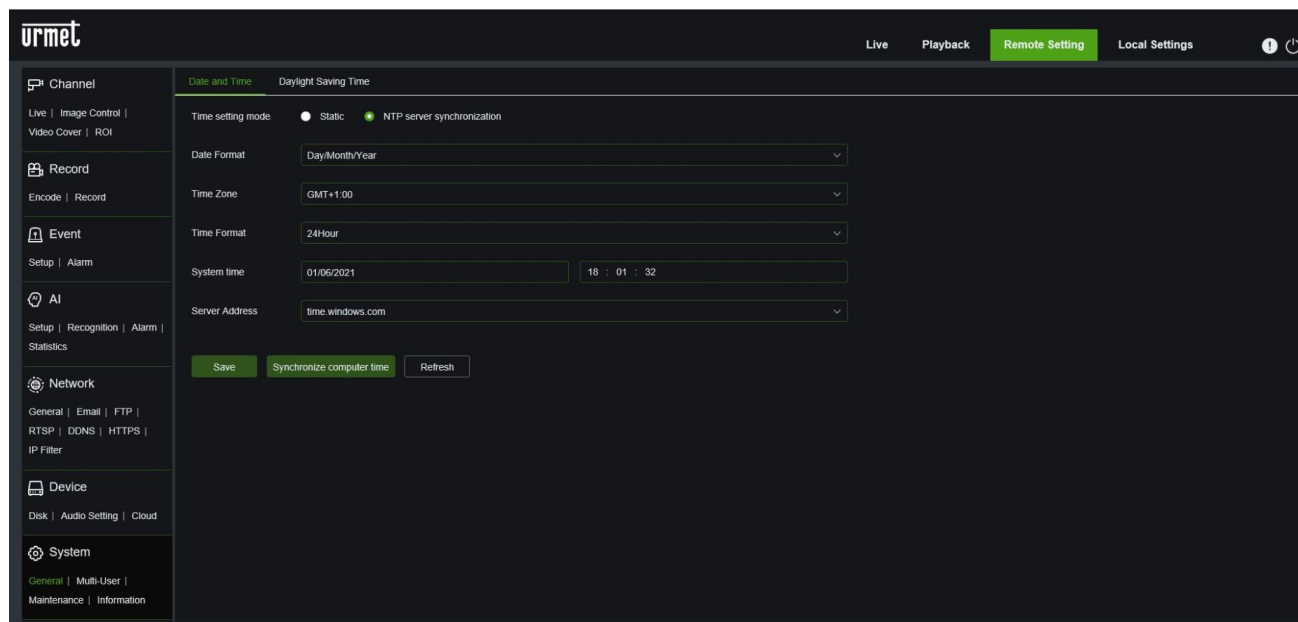 urmet
Live Playback Remote Setting Local Settings
Channel
Live | Image Control |
Video Cover | ROI
Record
Encode | Record
Event
Setup | Alarm
AI
Setup | Recognition | Alarm |
Statistics
Network
General | Email | FTP |
RTSP | DDNS | HTTPS |
IP Filter
Device
Disk | Audio Setting | Cloud
System
General | Multi-User |
Maintenance | Information
Date and Time Daylight Saving Time
Time setting mode Static NTP server synchronization
Date Format Day/Month/Year
Time Zone GMT+1:00
Time Format 24Hour
System time 01/06/2021 18 : 01 : 32
Server Address time.windows.com
Save Synchronize computer time Refresh